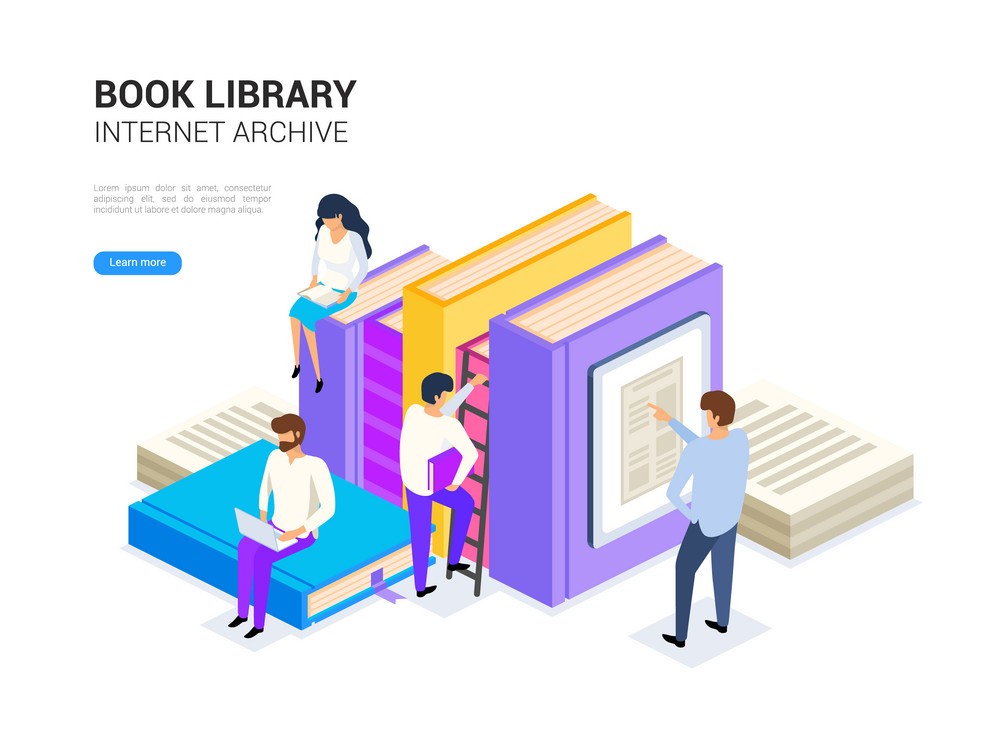 BOOK LIBRARY
INTERNET ARCHIVE
Lorem ipsum dolor sit amet, consectetur
adipiscing elit, sed do eiusmod tempor
incididunt ut labore et dolore magna aliqua.
Learn more